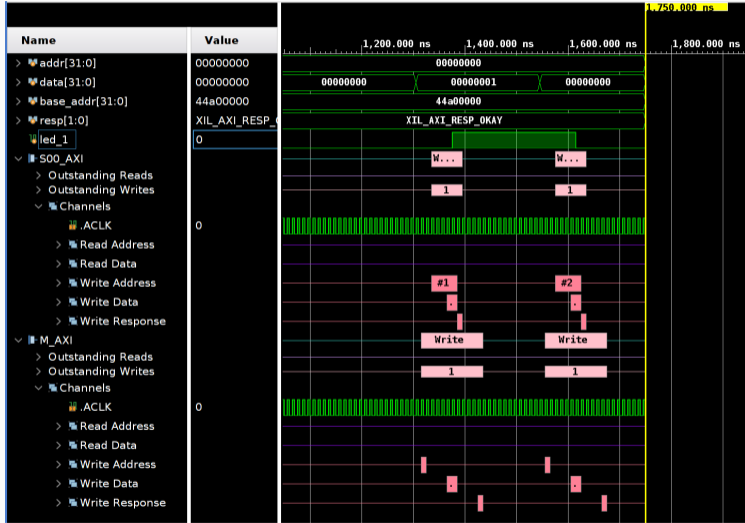 1,750.000 ns
Name Value
1,200.000 ns 1,400.000 ns 1,600.000 ns 1,800.000 ns
addr[31:0] 00000000 00000000
data[31:0] 00000000 00000000 00000001 00000000
base_addr[31:0] 44a00000 44a00000
resp[1:0] XIL_AXI_RESP_ XIL_AXI_RESP_OKAY
led_1 0
S00_AXI W... W...
Outstanding Reads
Outstanding Writes 1 1
Channels
.ACLK 0
Read Address
Read Data
Write Address #1 #2
Write Data . .
Write Response
M_AXI Write Write
Outstanding Reads
Outstanding Writes 1 1
Channels
.ACLK 0
Read Address
Read Data
Write Address
Write Data . .
Write Response